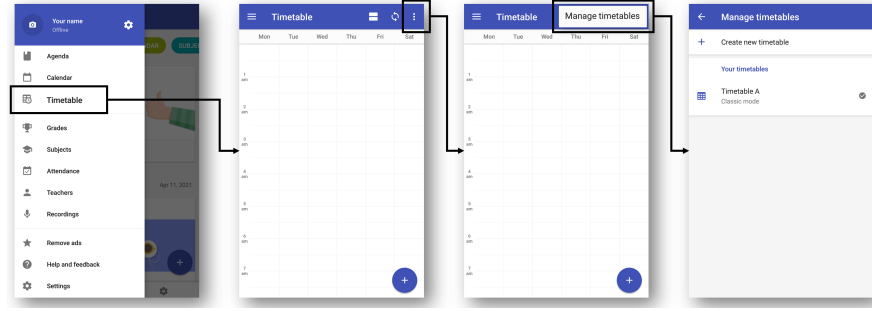 Your name
Offline
Agenda
Calendar
Timetable
Grades
Subjects
Attendance
Teachers
Recordings
Remove ads
Help and feedback
Settings
SUBJE
Apr 11, 2021
Timetable
Mon Tue Wed Thu Fri Sat
1
am
2
am
3
am
4
am
5
am
6
am
7
am
Timetable
Manage timetables
Mon Tue Wed Thu Fri Sat
1
am
2
am
3
am
4
am
5
am
6
am
7
am
Manage timetables
Create new timetable
Your timetables
Timetable A
Classic mode